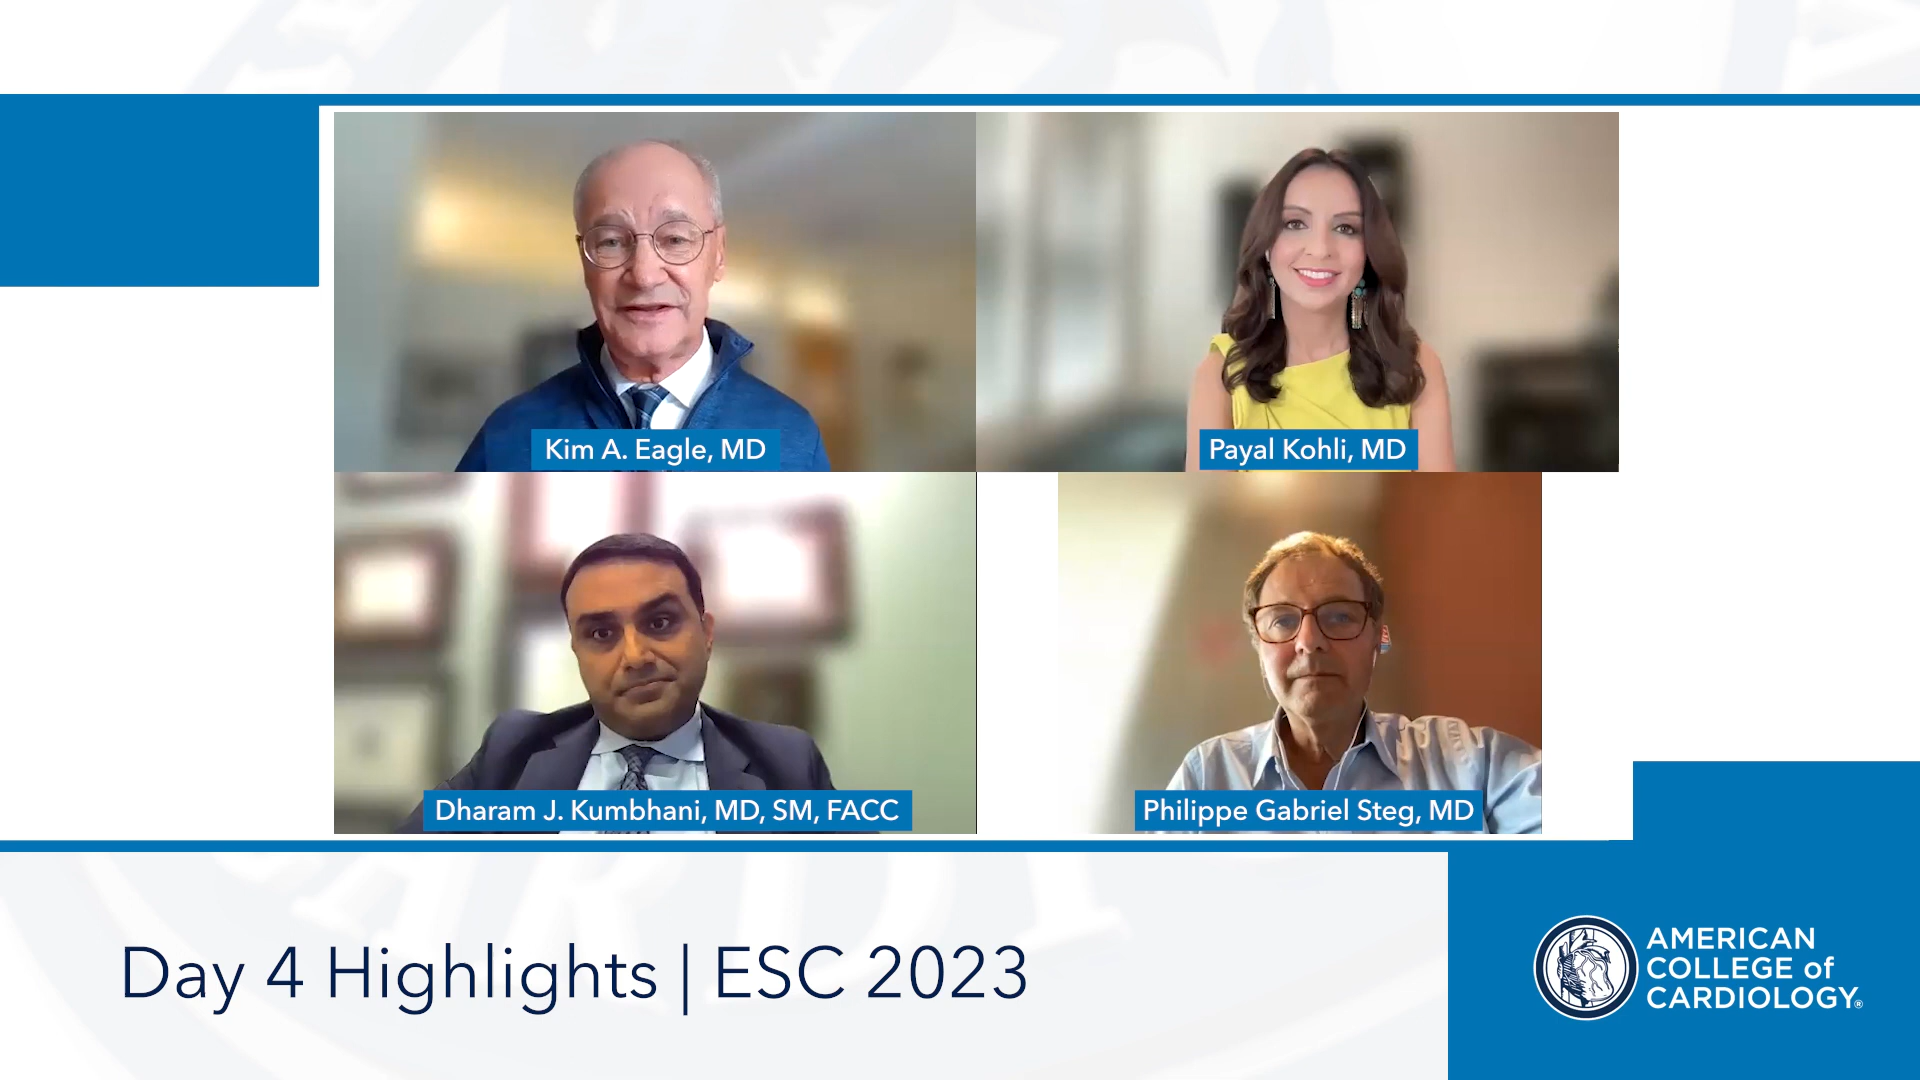 Kim A. Eagle, MD
Payal Kohli, MD
Dharam J. Kumbhani, MD, SM, FACC
Philippe Gabriel Steg, MD
Day 4 Highlights | ESC 2023
AMERICAN
COLLEGE of
CARDIOLOGY®